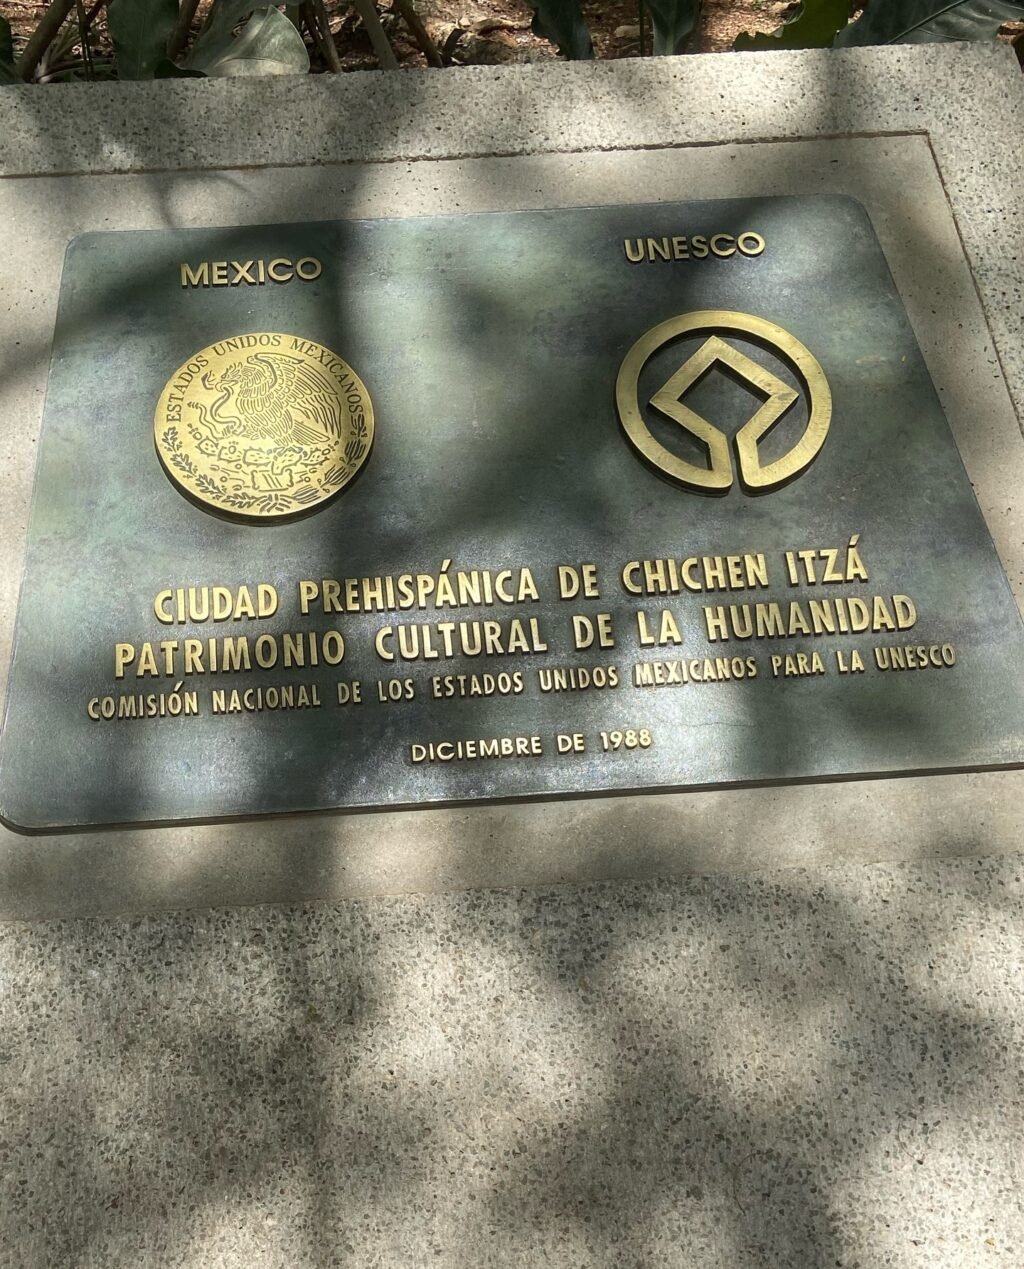 MEXICO
UNESCO
ESTADOS UNIDOS MEXICANOS
CIUDAD PREHISPÁNICA DE CHICHEN ITZÁ
PATRIMONIO CULTURAL DE LA HUMANIDAD
COMISIÓN NACIONAL DE LOS ESTADOS UNIDOS MEXICANOS PARA LA UNESCO
DICIEMBRE DE 1988